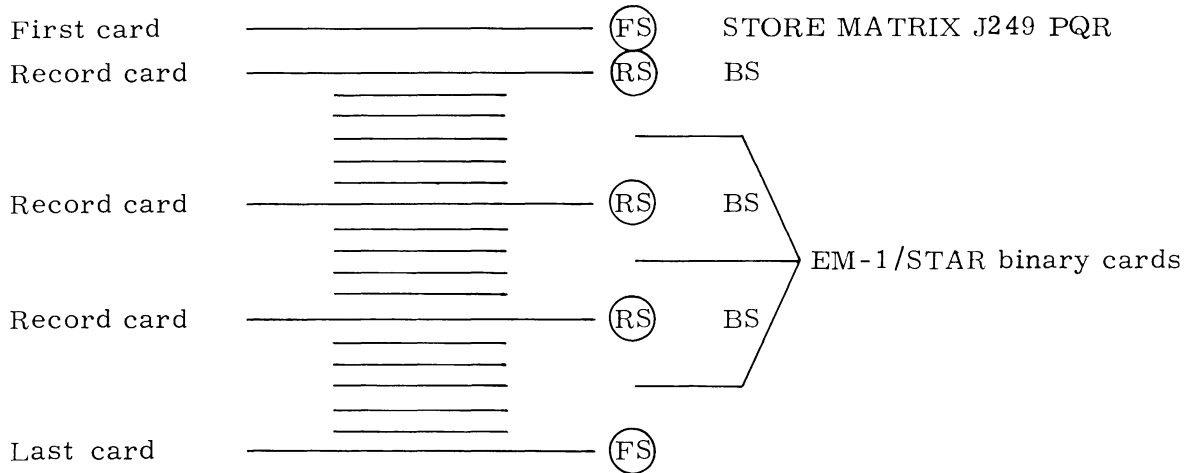 First card FS STORE MATRIX J249 PQR
Record card RS BS
Record card RS BS
EM-1/STAR binary cards
Record card RS BS
Last card FS